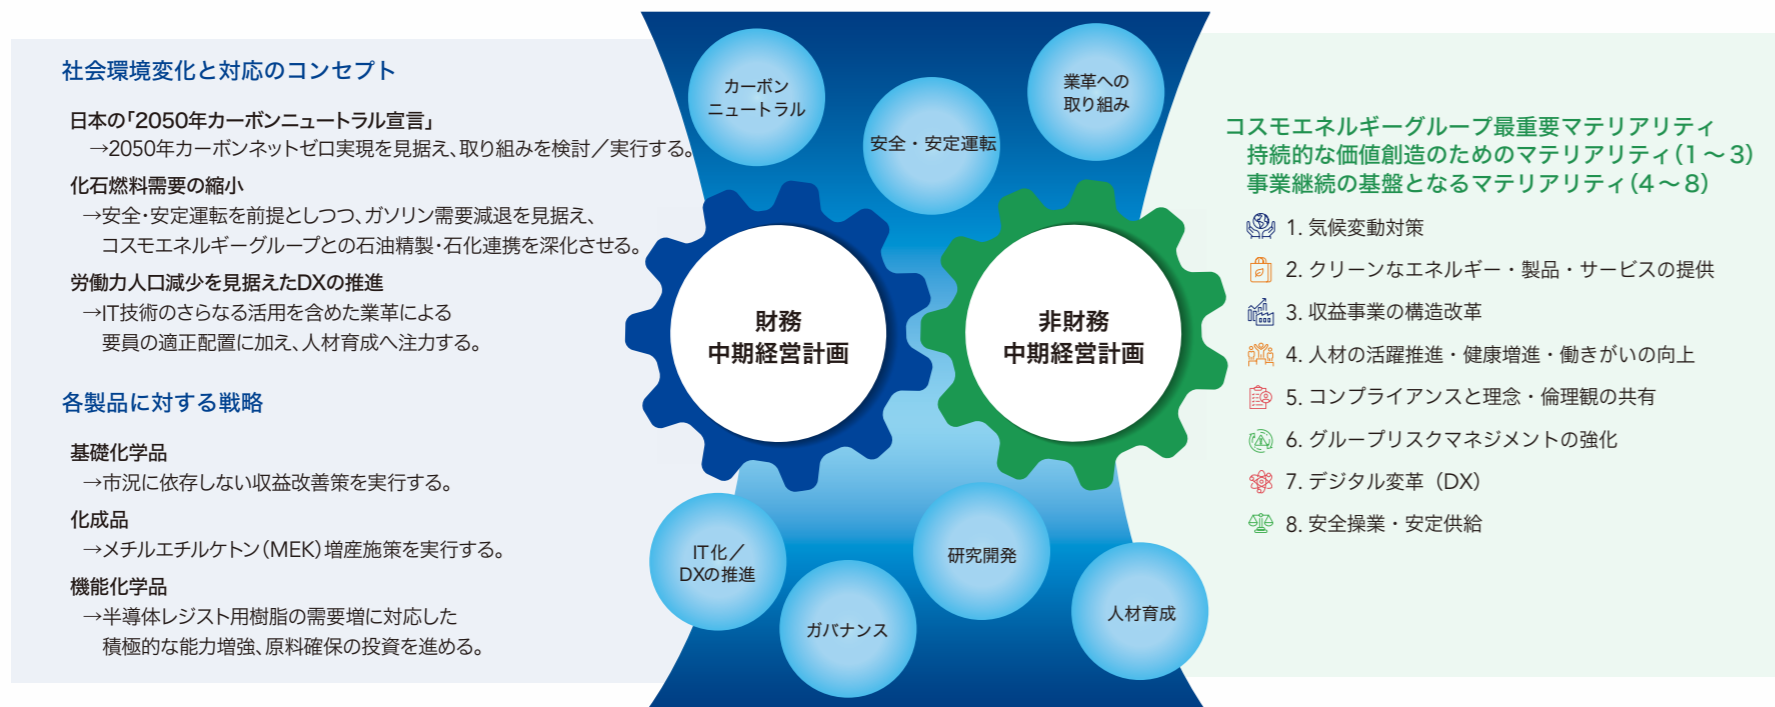 社会環境変化と対応のコンセプト
日本の「2050年カーボンニュートラル宣言」
→2050年カーボンネットゼロ実現を見据え、取り組みを検討／実行する。
化石燃料需要の縮小
→安全・安定運転を前提としつつ、ガソリン需要減退を見据え、
コスモエネルギーグループとの石油精製・石化連携を深化させる。
労働力人口減少を見据えたDXの推進
→IT技術のさらなる活用を含めた業革による
要員の適正配置に加え、人材育成へ注力する。
各製品に対する戦略
基礎化学品
→市況に依存しない収益改善策を実行する。
化成品
→メチルエチルケトン（MEK）増産施策を実行する。
機能化学品
→半導体レジスト用樹脂の需要増に対応した
積極的な能力増強、原料確保の投資を進める。
カーボン
ニュートラル
安全・安定運転
業革への
取り組み
財務
中期経営計画
非財務
中期経営計画
IT化／
DXの推進
ガバナンス
研究開発
人材育成
コスモエネルギーグループ最重要マテリアリティ
持続的な価値創造のためのマテリアリティ（1～3）
事業継続の基盤となるマテリアリティ（4～8）
1. 気候変動対策
2. クリーンなエネルギー・製品・サービスの提供
3. 収益事業の構造改革
4. 人材の活躍推進・健康増進・働きがいの向上
5. コンプライアンスと理念・倫理観の共有
6. グループリスクマネジメントの強化
7. デジタル変革（DX）
8. 安全操業・安定供給